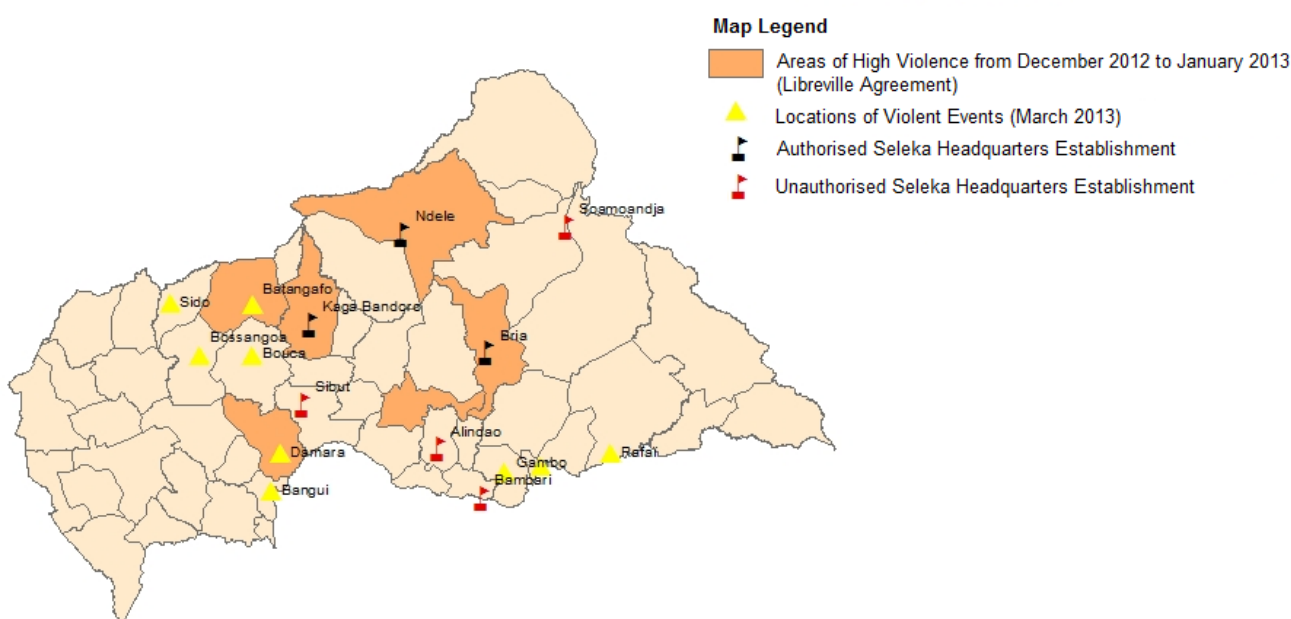 Map Legend
Areas of High Violence from December 2012 to January 2013
(Libreville Agreement)
Locations of Violent Events (March 2013)
Authorised Seleka Headquarters Establishment
Unauthorised Seleka Headquarters Establishment
Soamoandja
Ndele
Batangafo
Sido
Kaga Bandoro
Bossangoa
Bria
Bouca
Sibut
Alindao
Damara
Rafai
Gambo
Bambari
Bangui